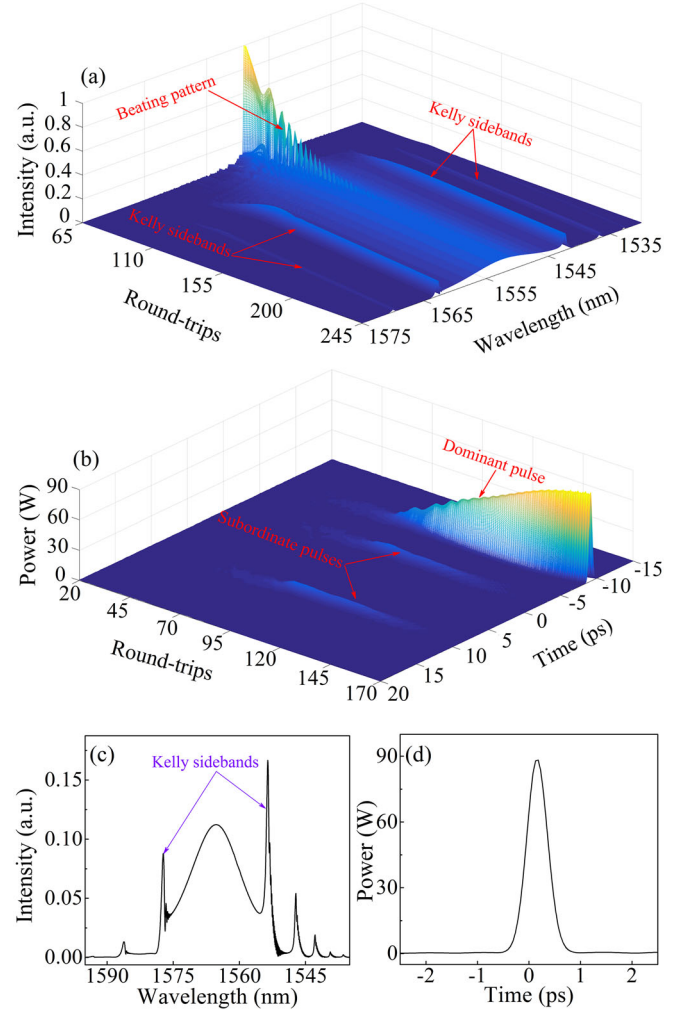 (a)
Beating pattern
Kelly sidebands
Kelly sidebands
Intensity (a.u.)
1
0.8
0.6
0.4
0.2
0
65
110
155
200
245
Round-trips
1575
1565
1555
1545
1535
Wavelength (nm)
(b)
Dominant pulse
Subordinate pulses
Power (W)
90
60
30
0
20
45
70
95
120
145
170
Round-trips
20
15
10
5
0
-5
-10
-15
Time (ps)
(c)
Kelly sidebands
Intensity (a.u.)
0.15
0.10
0.05
0.00
1590 1575 1560 1545
Wavelength (nm)
(d)
Power (W)
90
60
30
0
-2 -1 0 1 2
Time (ps)